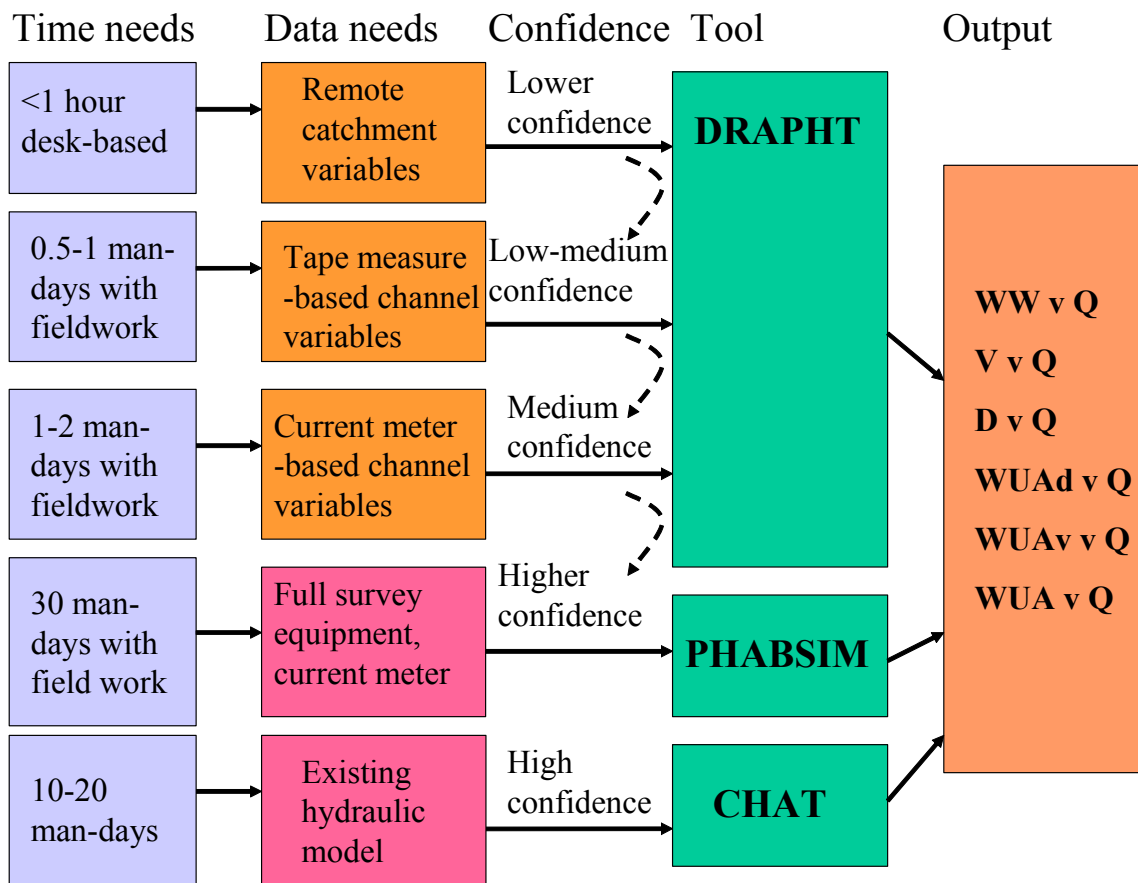 Time needs
Data needs
Confidence
Tool
Output
<1 hour
desk-based
Remote
catchment
variables
Lower
confidence
DRAPHT
0.5-1 man-
days with
fieldwork
Tape measure
-based channel
variables
Low-medium
confidence
1-2 man-
days with
fieldwork
Current meter
-based channel
variables
Medium
confidence
30 man-
days with
field work
Full survey
equipment,
current meter
Higher
confidence
PHABSIM
10-20
man-days
Existing
hydraulic
model
High
confidence
CHAT
WW v Q
V v Q
D v Q
WUAd v Q
WUAv v Q
WUA v Q